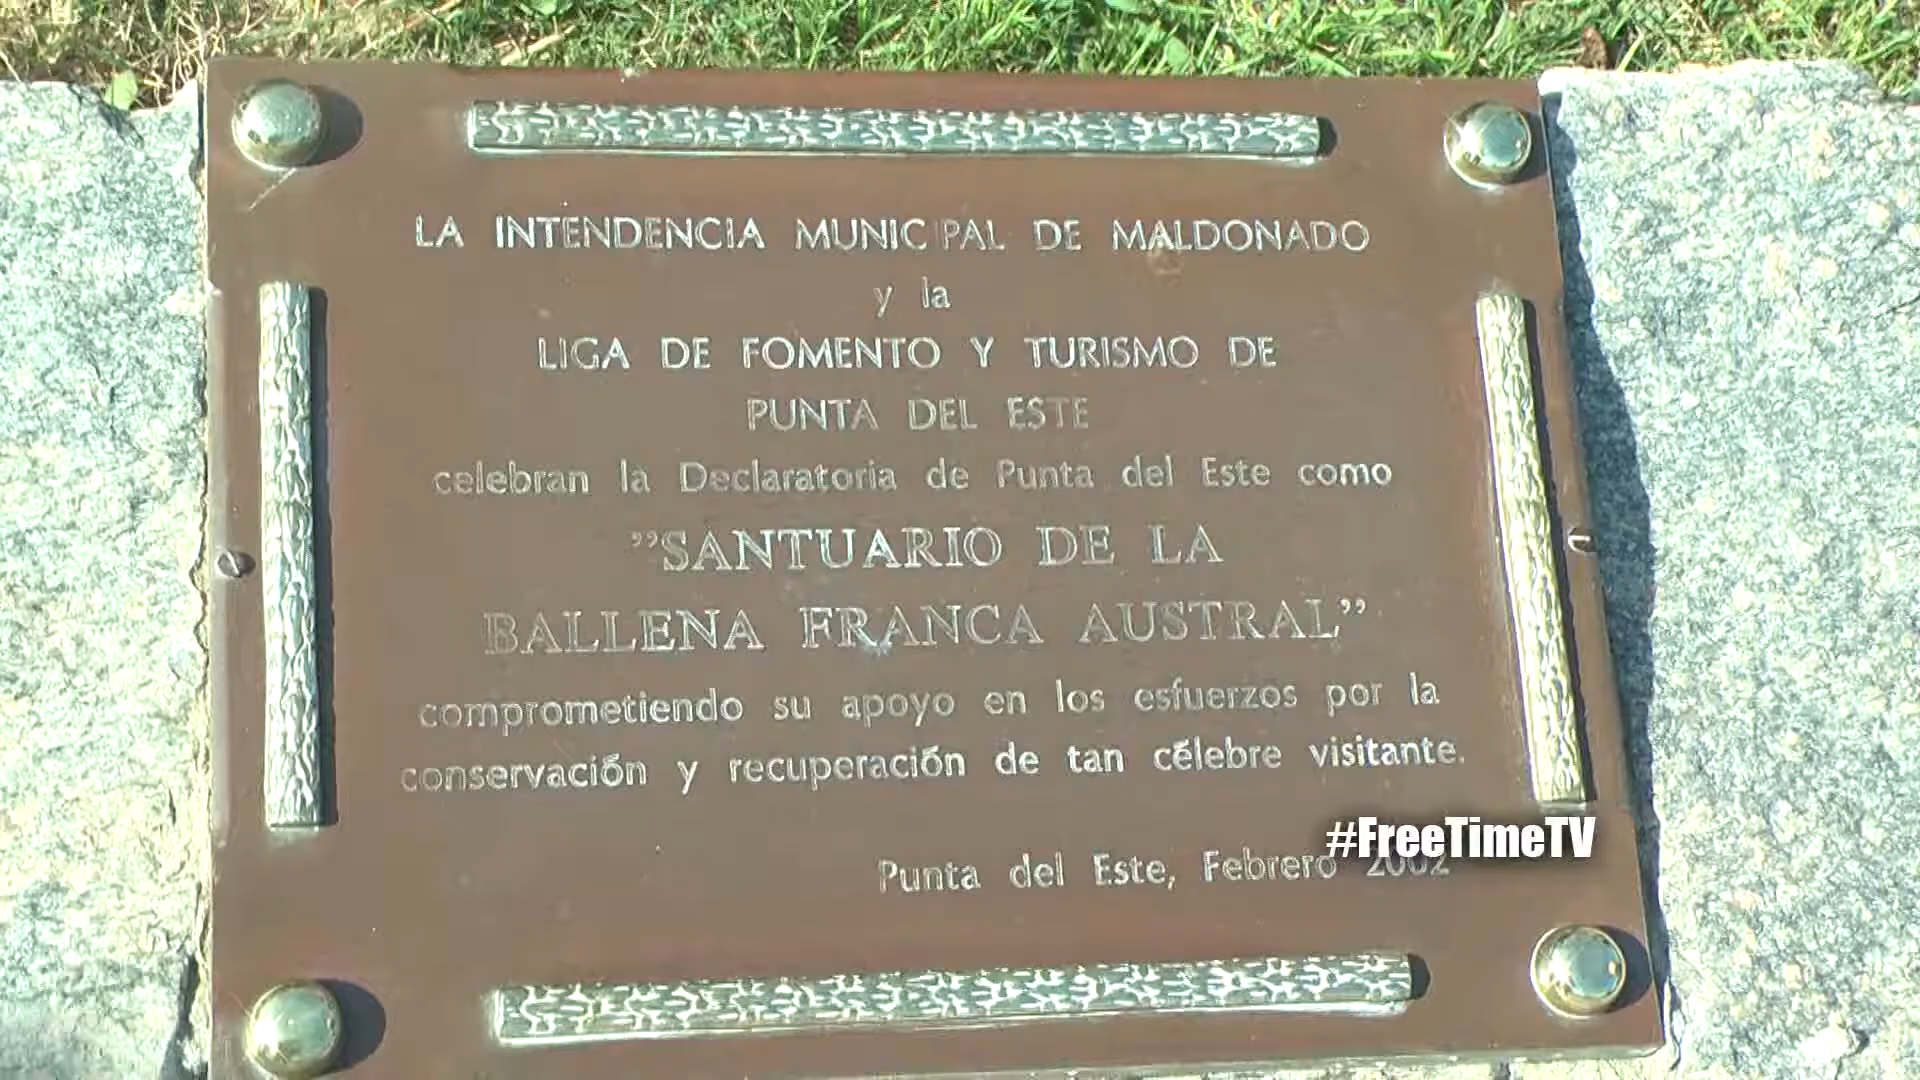 LA INTENDENCIA MUNICIPAL DE MALDONADO
y la
LIGA DE FOMENTO Y TURISMO DE
PUNTA DEL ESTE
celebran la Declaratoria de Punta del Este como
”SANTUARIO DE LA
BALLENA FRANCA AUSTRAL”
comprometiendo su apoyo en los esfuerzos por la
conservación y recuperación de tan célebre visitante.
#FreeTimeTV
Punta del Este, Febrero 2002